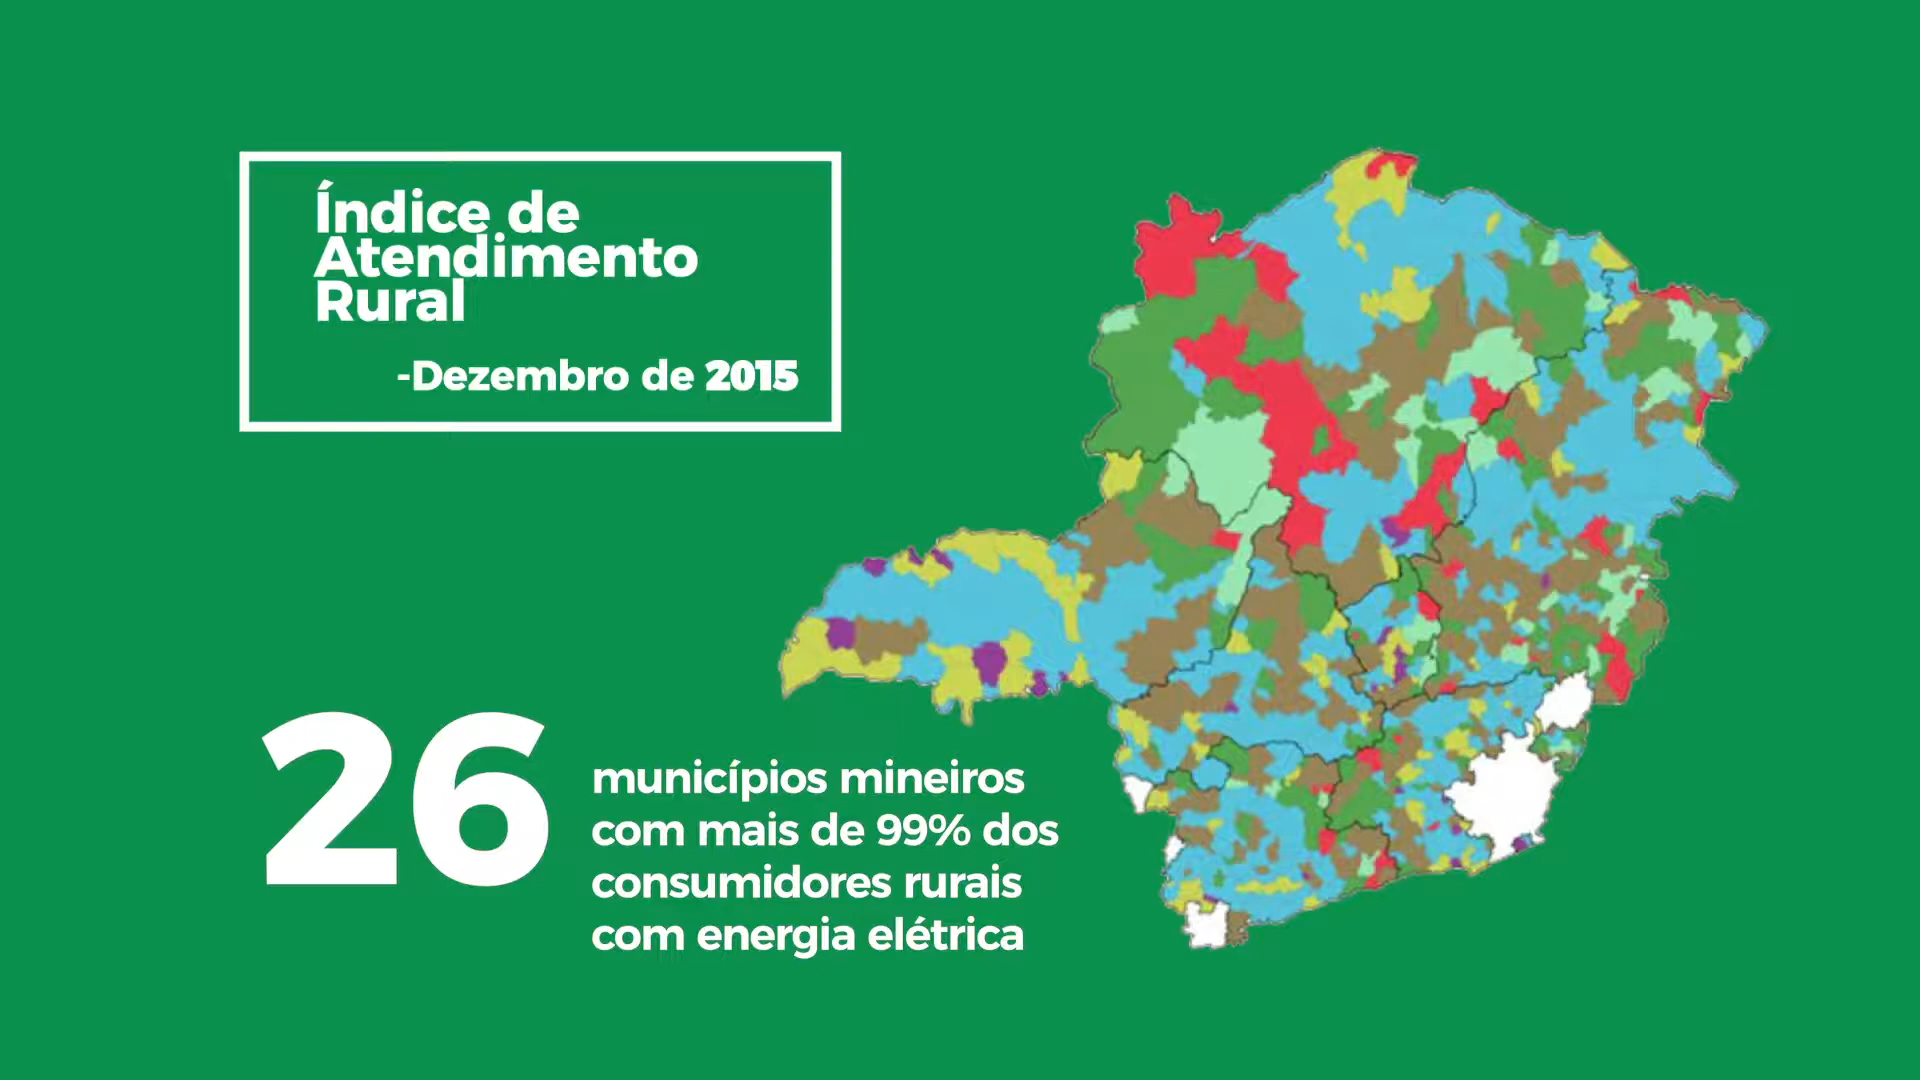 Índice de
Atendimento
Rural
-Dezembro de 2015
26
municípios mineiros
com mais de 99% dos
consumidores rurais
com energia elétrica